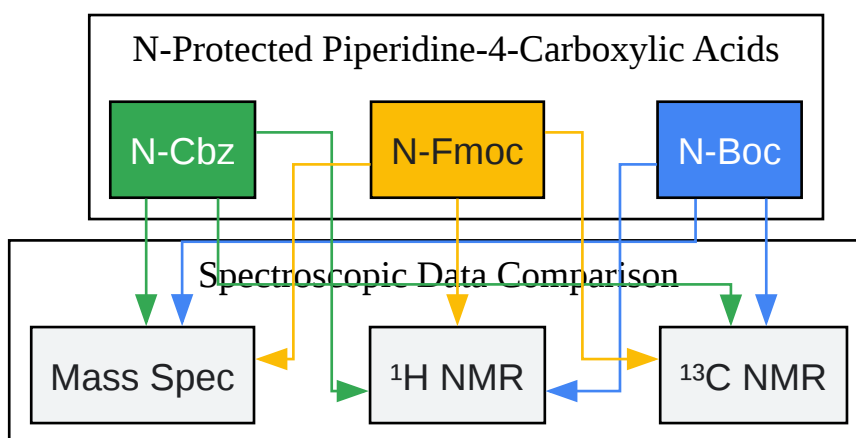 N-Protected Piperidine-4-Carboxylic Acids
N-Cbz
N-Fmoc
N-Boc
Spectroscopic Data Comparison
Mass Spec
¹H NMR
¹³C NMR